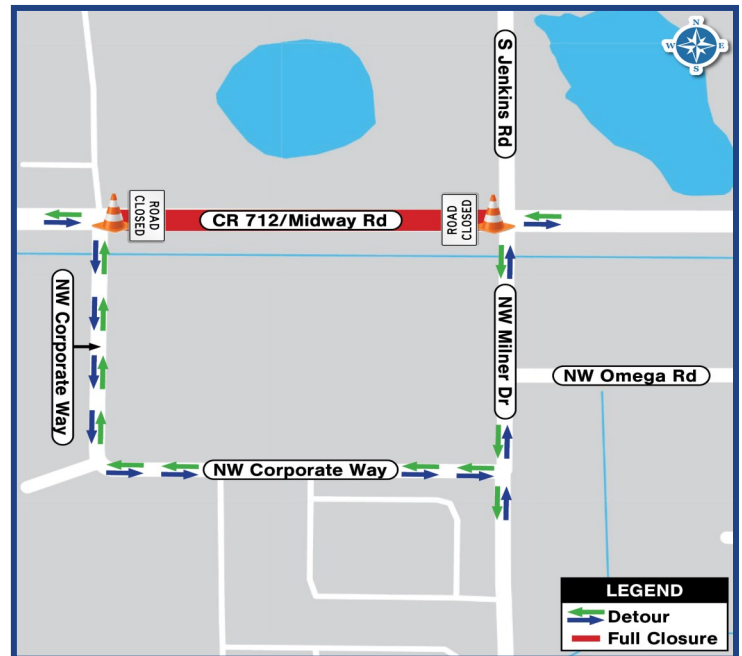 N
W E
S
S Jenkins Rd
ROAD
CLOSED
CR 712/Midway Rd
ROAD
CLOSED
NW Corporate Way
NW Milner Dr
NW Omega Rd
NW Corporate Way
LEGEND
Detour
Full Closure